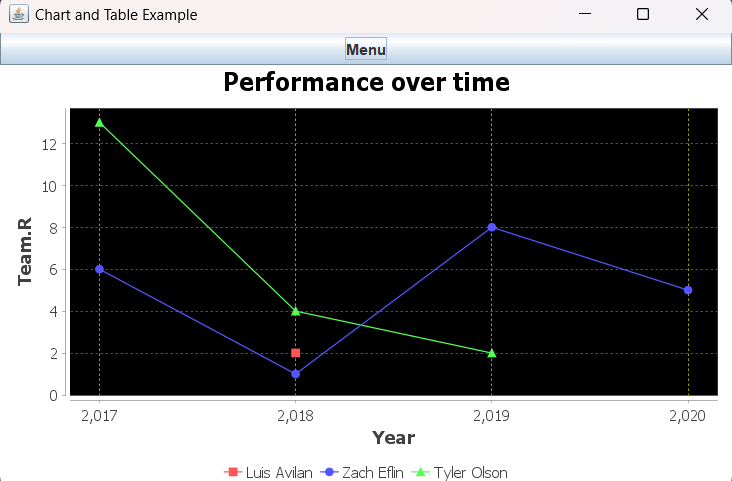 Chart and Table Example
Menu
Performance over time
12
10
8
6
4
2
0
Team.R
2,017 2,018 2,019 2,020
Year
Luis Avilan Zach Eflin Tyler Olson